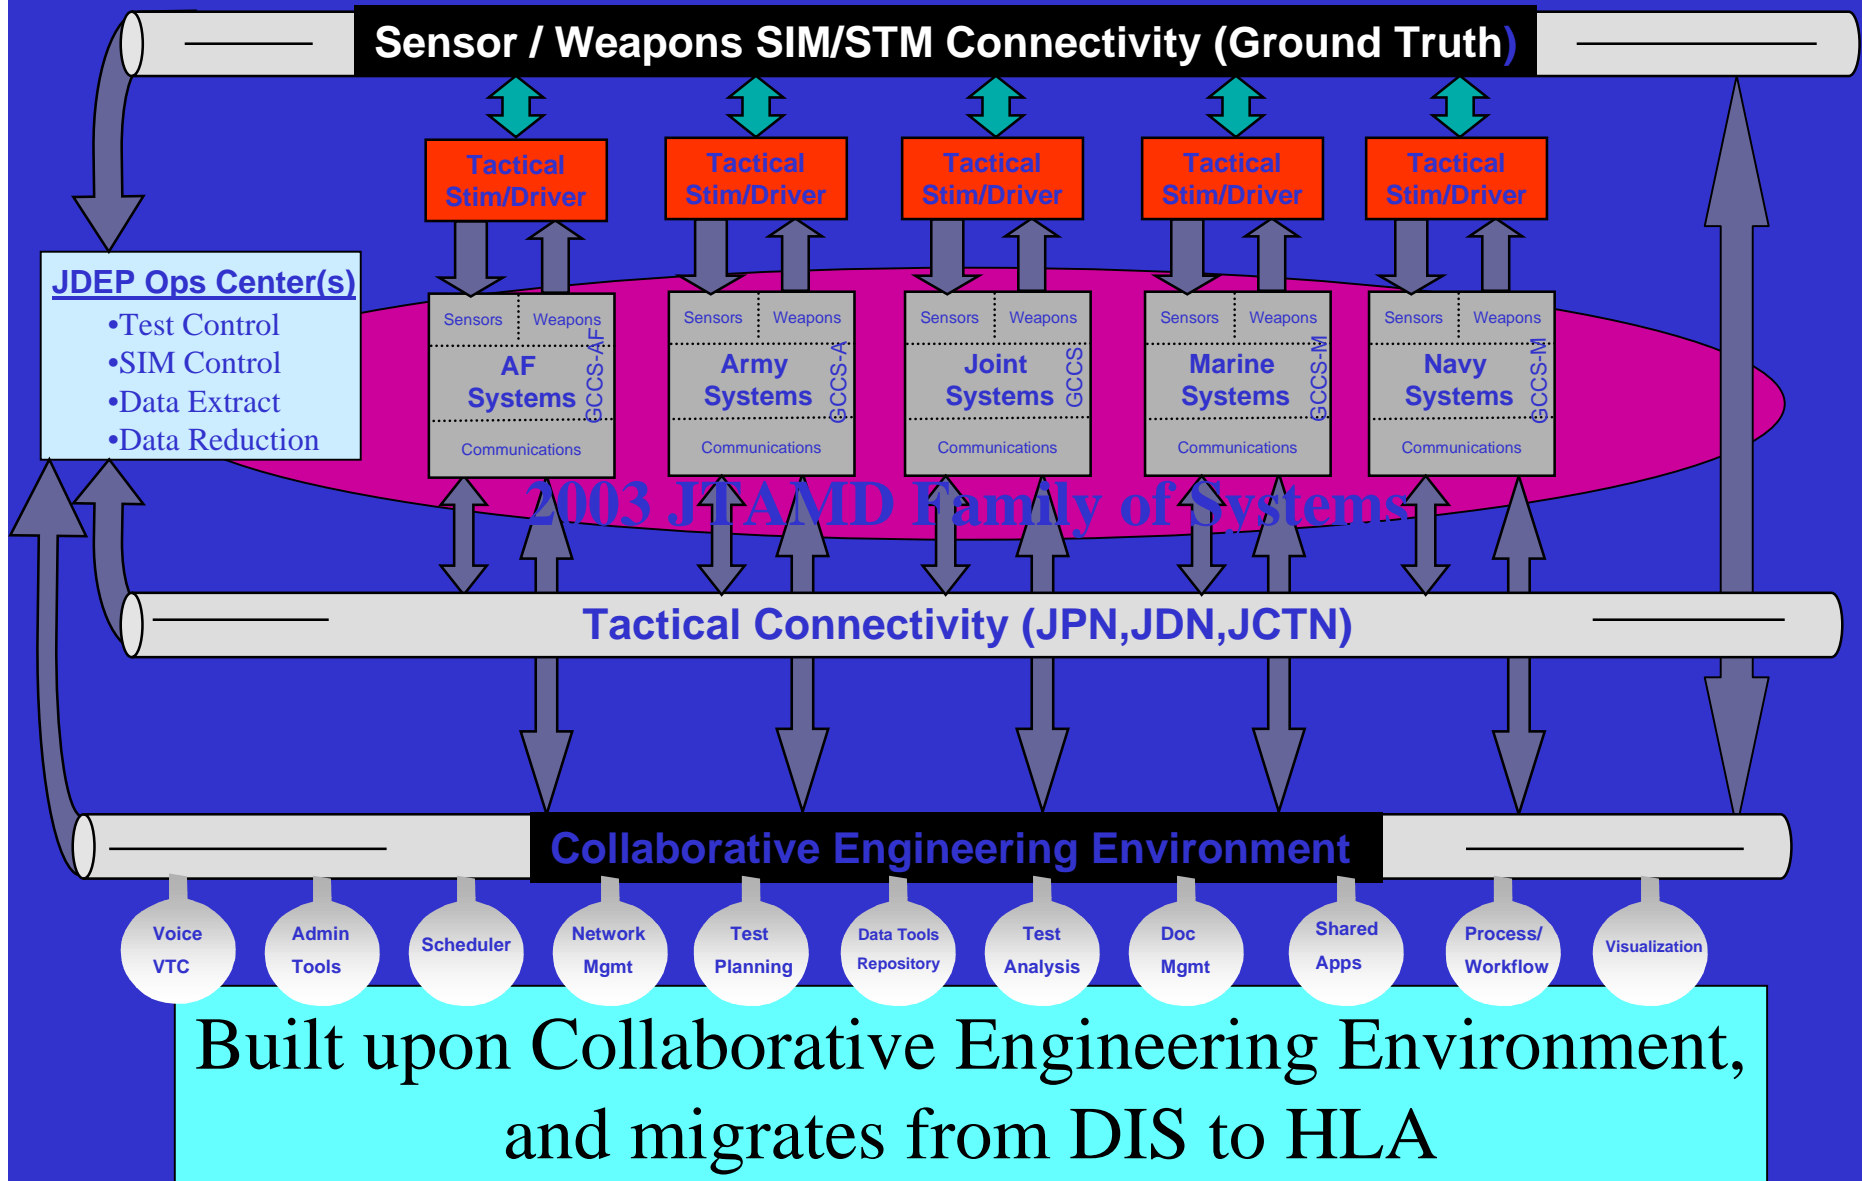 Sensor / Weapons SIM/STM Connectivity (Ground Truth)
Tactical
Stim/Driver
Tactical
Stim/Driver
Tactical
Stim/Driver
Tactical
Stim/Driver
Tactical
Stim/Driver
JDEP Ops Center(s)
•Test Control
•SIM Control
•Data Extract
•Data Reduction
Sensors
Weapons
AF
Systems
GCCS-AF
Communications
Sensors
Weapons
Army
Systems
GCCS-A
Communications
Sensors
Weapons
Joint
Systems
GCCS
Communications
Sensors
Weapons
Marine
Systems
GCCS-M
Communications
Sensors
Weapons
Navy
Systems
GCCS-M
Communications
2003 JTAMD Family of Systems
Tactical Connectivity (JPN,JDN,JCTN)
Collaborative Engineering Environment
Voice
VTC
Admin
Tools
Scheduler
Network
Mgmt
Test
Planning
Data Tools
Repository
Test
Analysis
Doc
Mgmt
Shared
Apps
Process/
Workflow
Visualization
Built upon Collaborative Engineering Environment,
and migrates from DIS to HLA